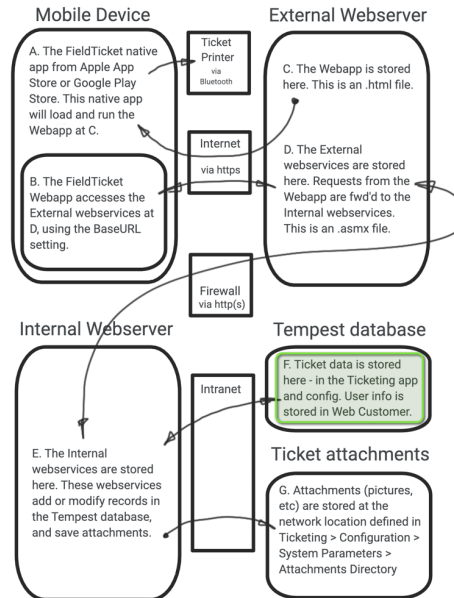 Mobile Device
External Webserver
A. The FieldTicket native
app from Apple App
Store or Google Play
Store. This native app
will load and run the
Webapp at C.
Ticket
Printer
via
Bluetooth
C. The Webapp is stored
here. This is an .html file.
Internet
via https
B. The FieldTicket
Webapp accesses the
External webservices at
D, using the BaseURL
setting.
D. The External
webservices are stored
here. Requests from the
Webapp are fwd'd to the
Internal webservices.
This is an .asmx file.
Firewall
via http(s)
Internal Webserver
Tempest database
Intranet
F. Ticket data is stored
here - in the Ticketing app
and config. User info is
stored in Web Customer.
E. The Internal
webservices are stored
here. These webservices
add or modify records in
the Tempest database,
and save attachments.
Ticket attachments
G. Attachments (pictures,
etc) are stored at the
network location defined in
Ticketing > Configuration >
System Parameters >
Attachments Directory